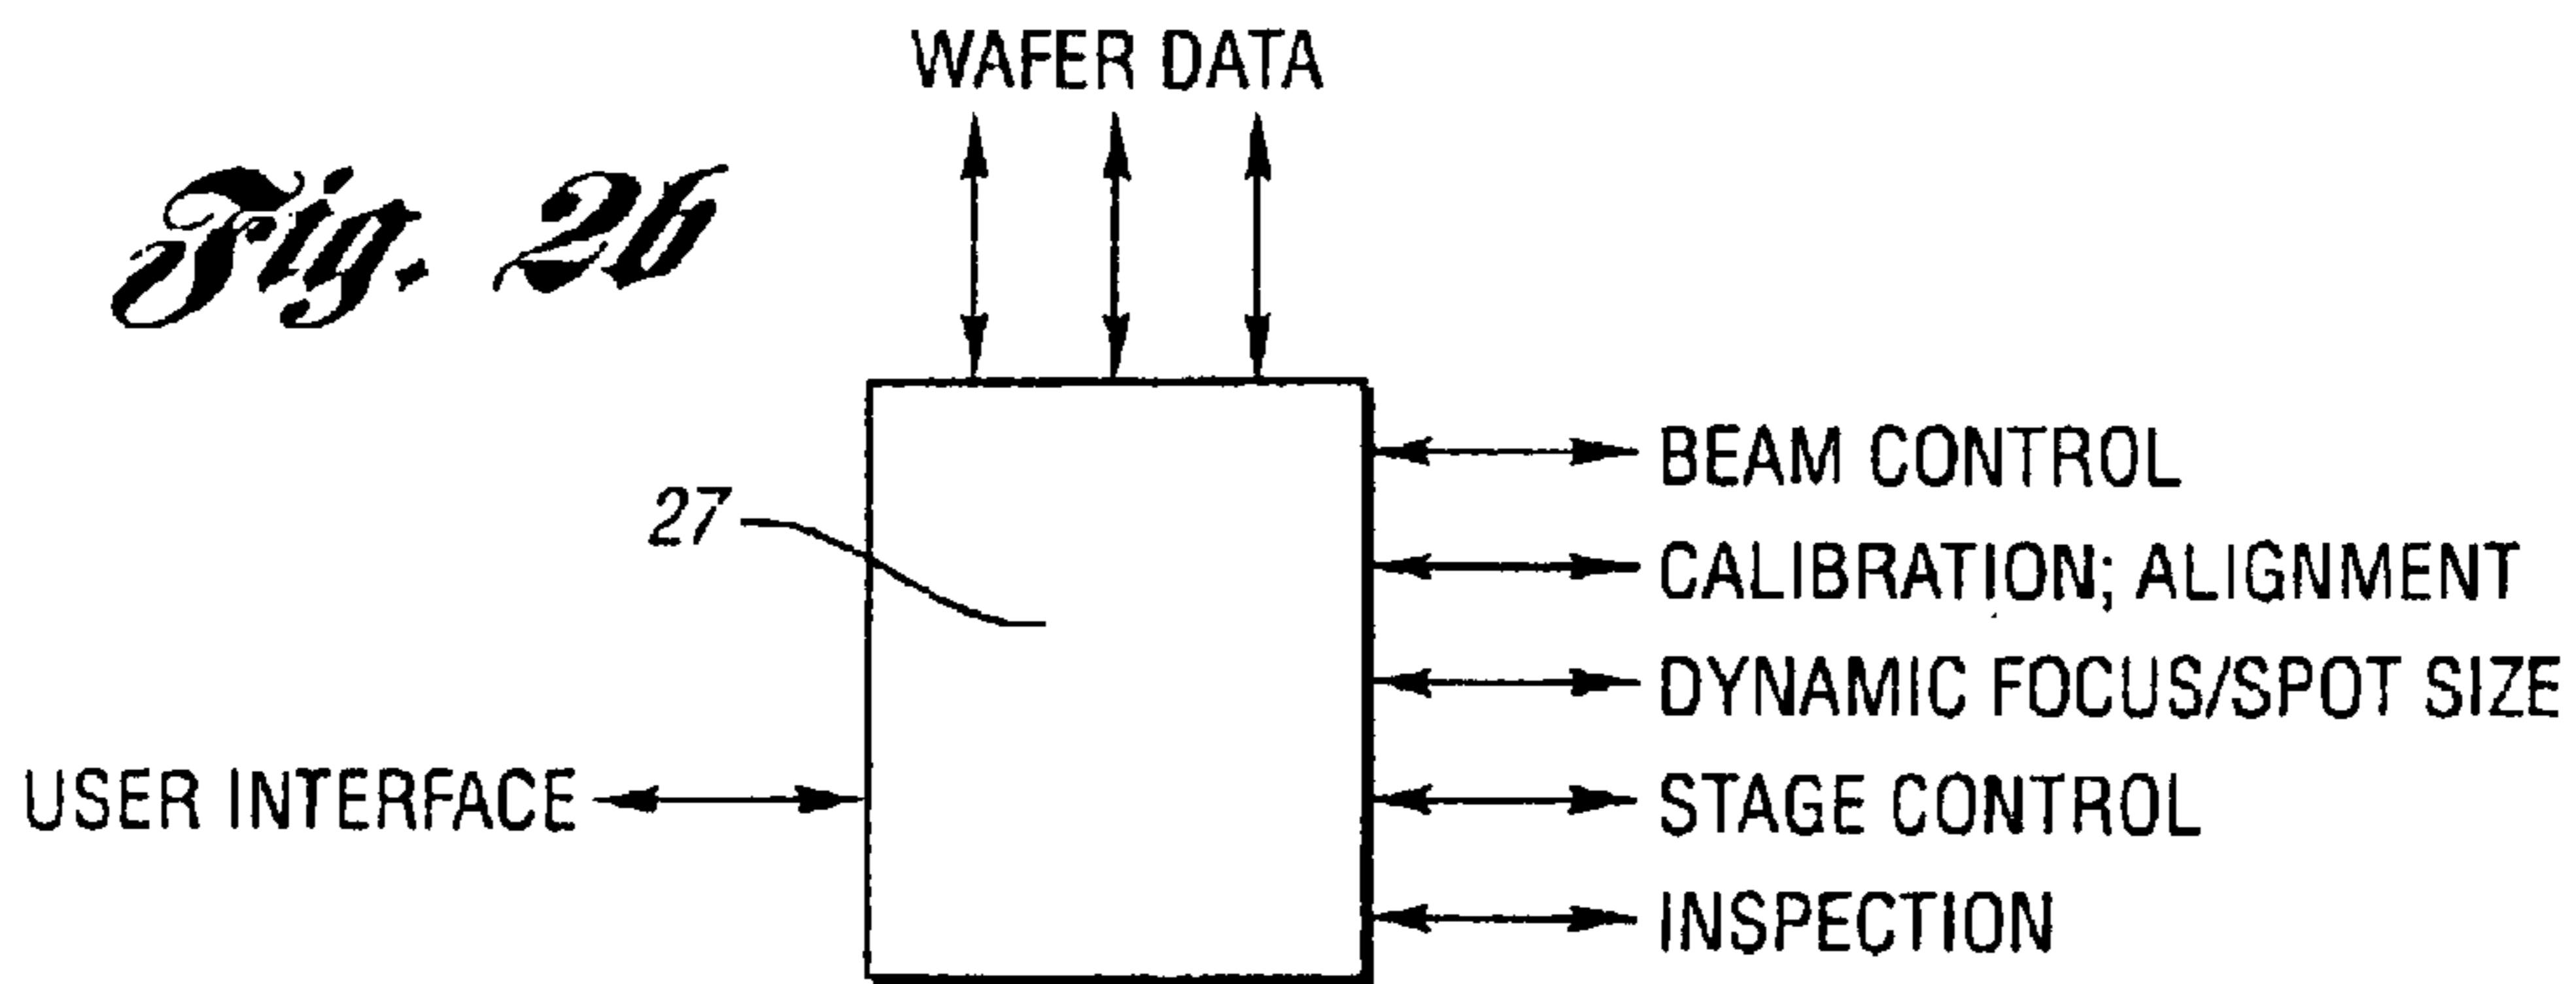 WAFER DATA
Fig. 2b
BEAM CONTROL
27
CALIBRATION; ALIGNMENT
DYNAMIC FOCUS/SPOT SIZE
USER INTERFACE
STAGE CONTROL
INSPECTION